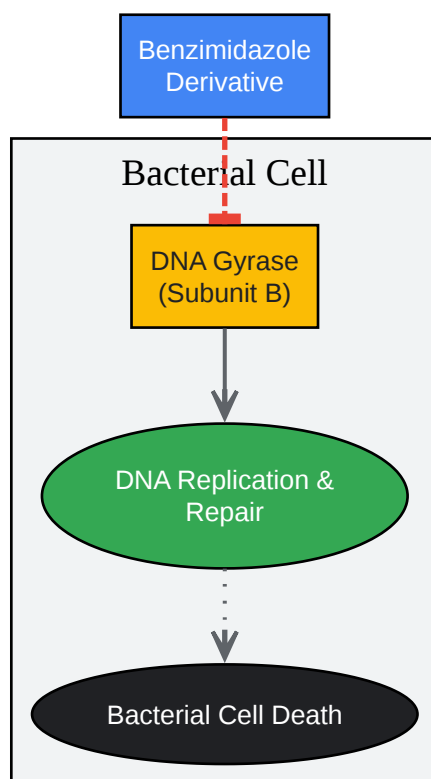 Benzimidazole
Derivative
Bacterial Cell
DNA Gyrase
(Subunit B)
DNA Replication &
Repair
Bacterial Cell Death